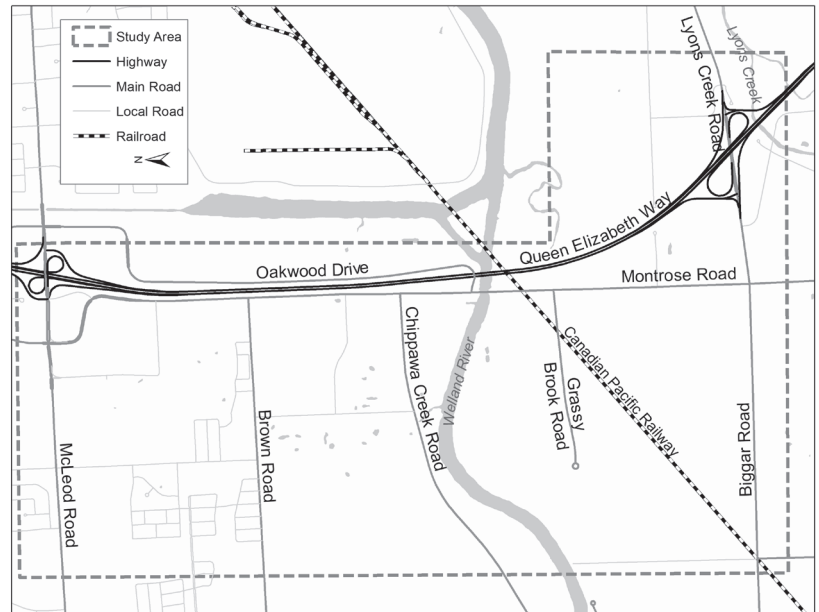 Study Area
Highway
Main Road
Local Road
Railroad
N
Lyons Creek Road
Lyons Creek
Queen Elizabeth Way
Oakwood Drive
Montrose Road
Chippawa Creek Road
Welland River
Canadian Pacific Railway
Grassy
Brook Road
Brown Road
McLeod Road
Biggar Road